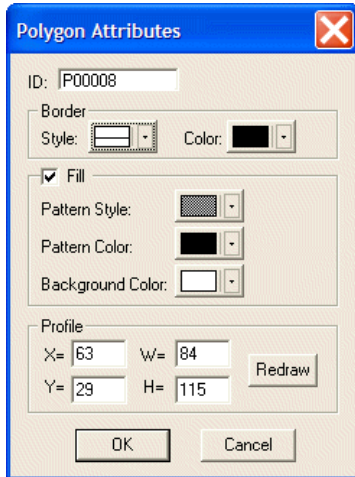 Polygon Attributes
ID: P00008
Border
Style: Color:
Fill
Pattern Style:
Pattern Color:
Background Color:
Profile
X= 63 W= 84
Redraw
Y= 29 H= 115
OK Cancel